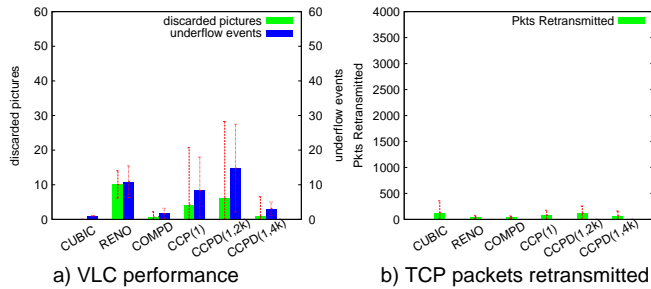 60
50
40
30
20
10
0
discarded pictures
discarded pictures
underflow events
60
50
40
30
20
10
0
underflow events
CUBIC
RENO
COMPD
CCP(1)
CCPD(1,2k)
CCPD(1,4k)
a) VLC performance
4000
3500
3000
2500
2000
1500
1000
500
0
Pkts Retransmitted
Pkts Retransmitted
CUBIC
RENO
COMPD
CCP(1)
CCPD(1,2k)
CCPD(1,4k)
b) TCP packets retransmitted